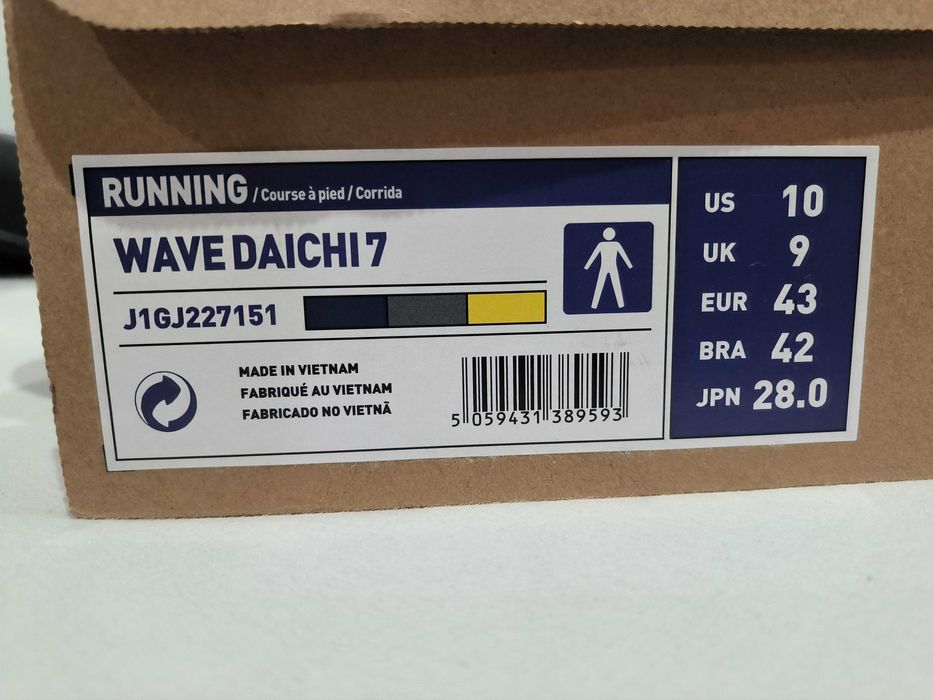 RUNNING / Course à pied / Corrida
WAVE DAICHI 7
J1GJ227151
MADE IN VIETNAM
FABRIQUÉ AU VIETNAM
FABRICADO NO VIETNÃ
5 059431 389593
US 10
UK 9
EUR 43
BRA 42
JPN 28.0